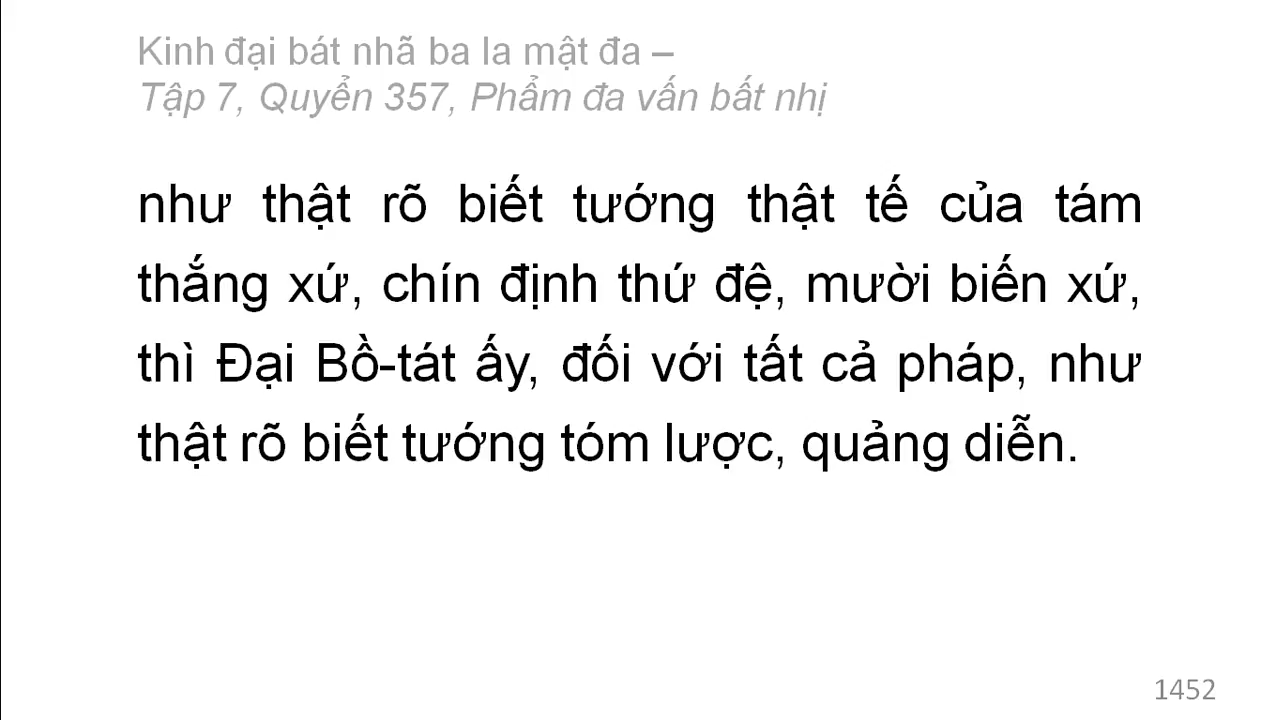 Kinh đại bát nhã ba la mật đa –
Tập 7, Quyển 357, Phẩm đa vấn bất nhị
như thật rõ biết tướng thật tế của tám
thắng xứ, chín định thứ đệ, mười biến xứ,
thì Đại Bồ-tát ấy, đối với tất cả pháp, như
thật rõ biết tướng tóm lược, quảng diễn.
1452